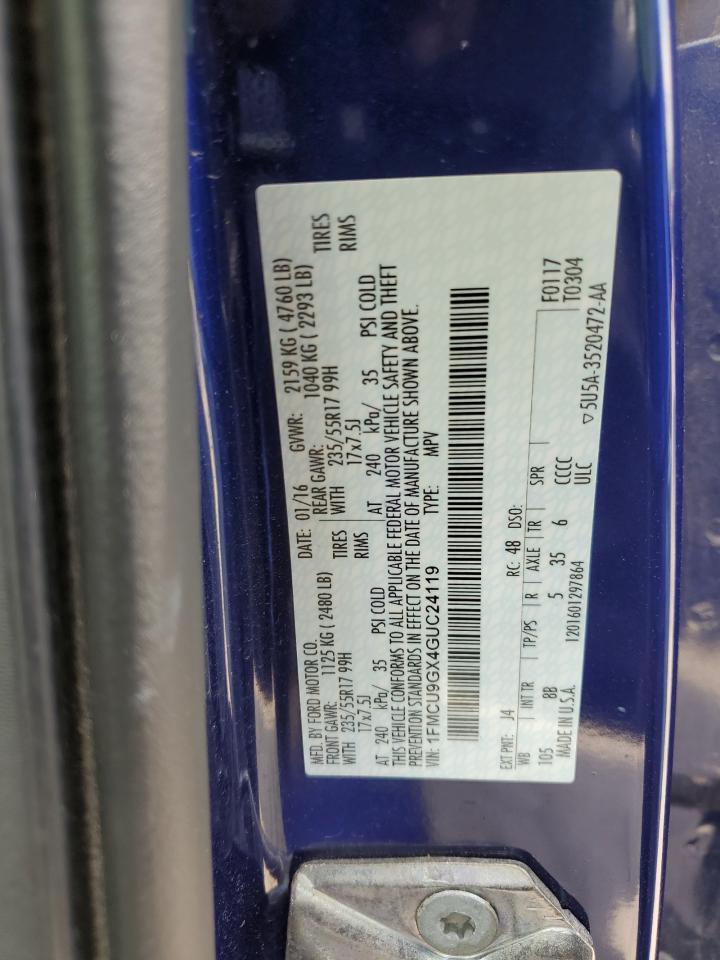 MFD. BY FORD MOTOR CO. DATE: 01/16 GVWR: 2159 KG ( 4760 LB)
FRONT GAWR: 1125 KG ( 2480 LB) REAR GAWR: 1040 KG ( 2293 LB)
WITH 235/55R17 99H TIRES WITH 235/55R17 99H TIRES
17x7.5J RIMS 17x7.5J RIMS
AT 240 kPa/ 35 PSI COLD AT 240 kPa/ 35 PSI COLD
THIS VEHICLE CONFORMS TO ALL APPLICABLE FEDERAL MOTOR VEHICLE SAFETY AND THEFT
PREVENTION STANDARDS IN EFFECT ON THE DATE OF MANUFACTURE SHOWN ABOVE.
VIN: 1FMCU9GX4GUC24119 TYPE: MPV
EXT PNT: J4 RC: 48 DSO: F0117
WB INT TR TP/PS R AXLE TR SPR T0304
105 8B 5 35 6 CCCC
MADE IN U.S.A. 1201601297864 ULC ▽5U5A-3520472-AA